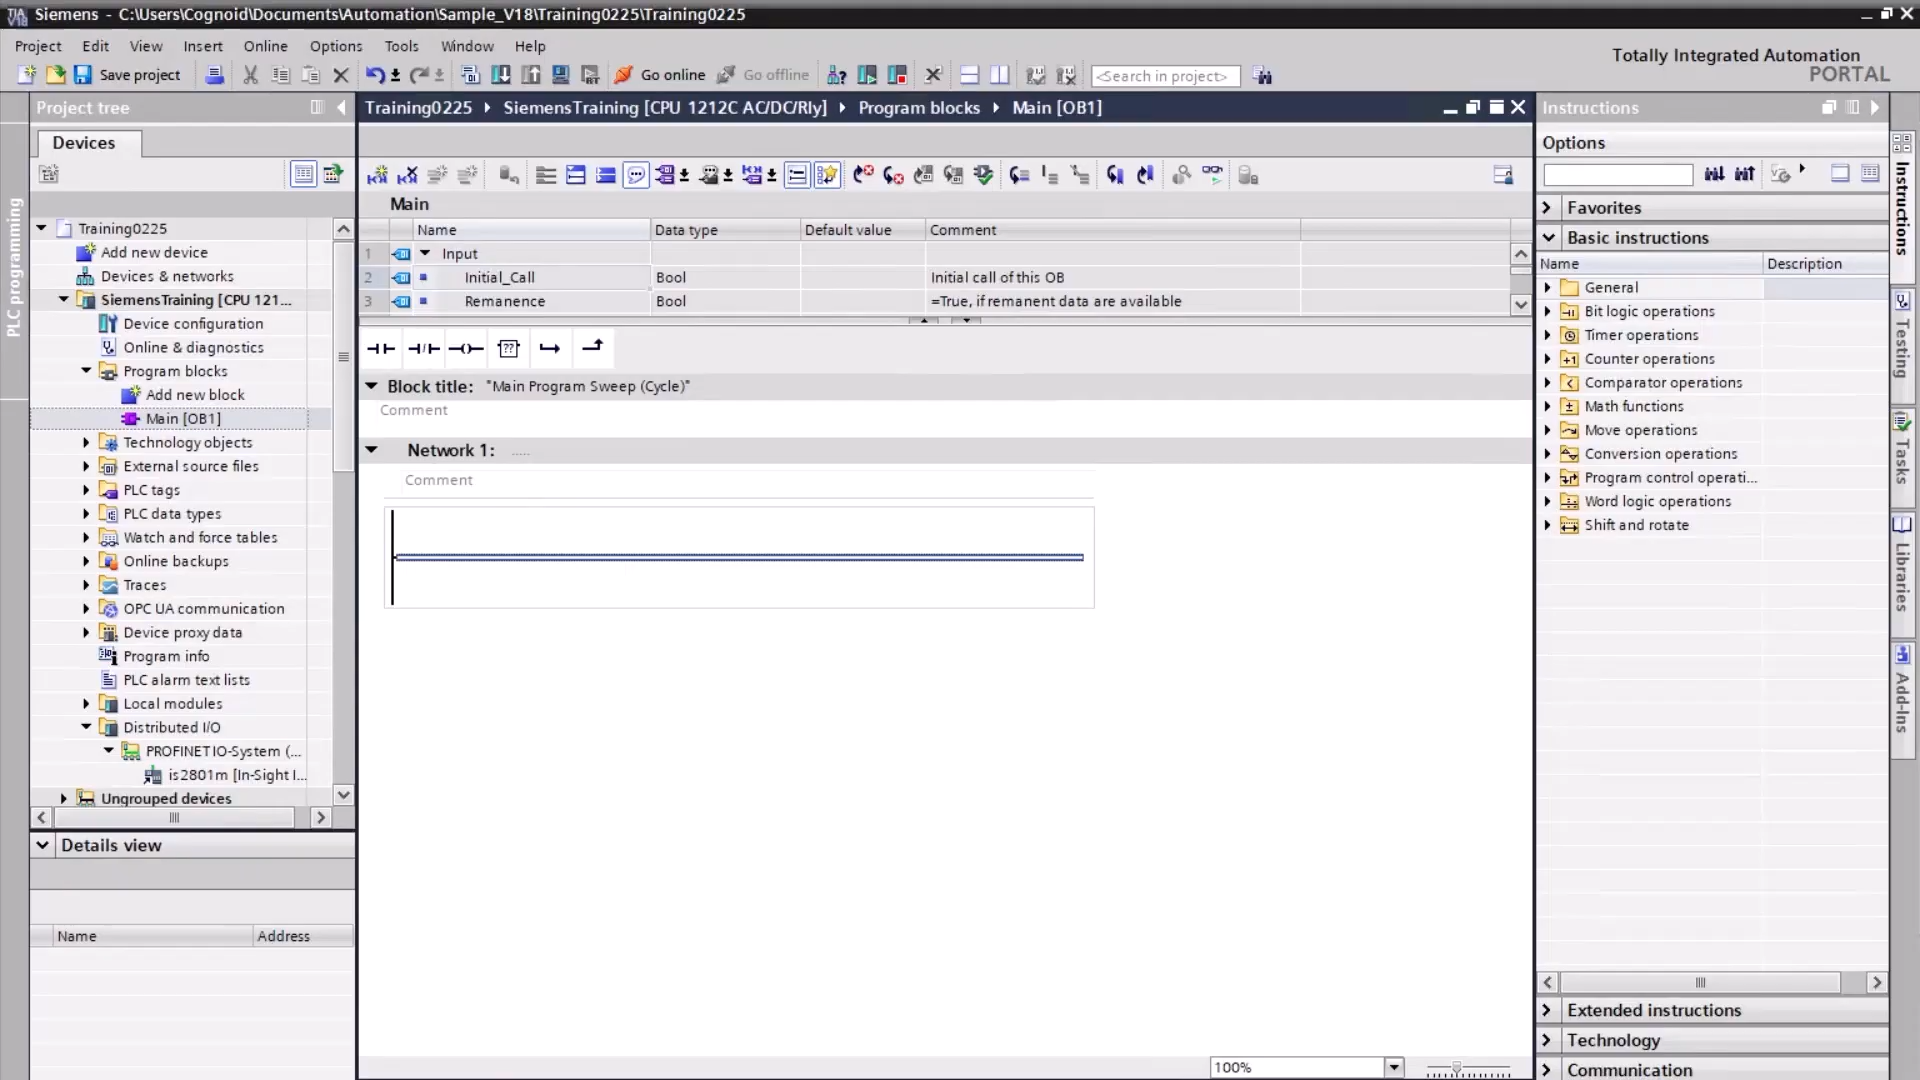 Siemens - C:\Users\Cognoid\Documents\Automation\Sample_V18\Training0225\Training0225
Project Edit View Insert Online Options Tools Window Help
Totally Integrated Automation
PORTAL
Save project
Go online
Go offline
<Search in project>
Project tree
Training0225 SiemensTraining [CPU 1212C AC/DC/Rly] Program blocks Main [OB1]
Instructions
Devices
Options
PLC programming
Main
Name Data type Default value Comment
1 Input
2 Initial_Call Bool Initial call of this OB
3 Remanence Bool =True, if remanent data are available
Block title: "Main Program Sweep (Cycle)"
Comment
Network 1: .....
Comment
Training0225
Add new device
Devices & networks
SiemensTraining [CPU 121...
Device configuration
Online & diagnostics
Program blocks
Add new block
Main [OB1]
Technology objects
External source files
PLC tags
PLC data types
Watch and force tables
Online backups
Traces
OPC UA communication
Device proxy data
Program info
PLC alarm text lists
Local modules
Distributed I/O
PROFINET IO-System (...
is2801m [In-Sight I...
Ungrouped devices
Details view
Name Address
Favorites
Basic instructions
Name Description
General
Bit logic operations
Timer operations
Counter operations
Comparator operations
Math functions
Move operations
Conversion operations
Program control operati...
Word logic operations
Shift and rotate
Extended instructions
Technology
Communication
100%
Instructions
Testing
Tasks
Libraries
Add-Ins